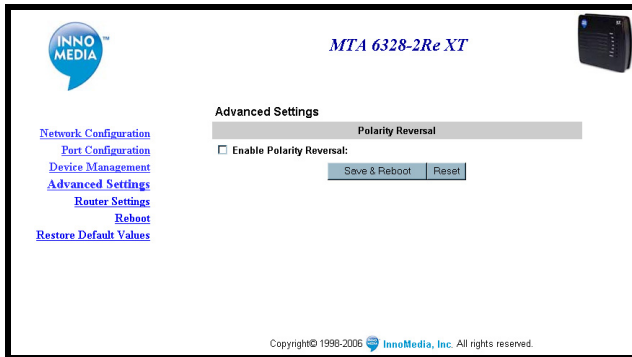 INNO
MEDIA
TM
MTA 6328-2Re XT
Network Configuration
Port Configuration
Device Management
Advanced Settings
Router Settings
Reboot
Restore Default Values
Advanced Settings
Polarity Reversal
Enable Polarity Reversal:
Save & Reboot Reset
Copyright© 1998-2006 InnoMedia, Inc. All rights reserved.